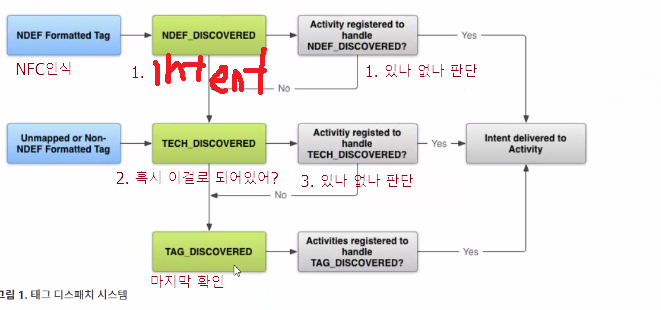 NDEF Formatted Tag
NDEF_DISCOVERED
Activity registered to
handle
NDEF_DISCOVERED?
Yes
NFC인식
1. Intent
1. 있나 없나 판단
No
Unmapped or Non-
NDEF Formatted Tag
TECH_DISCOVERED
Activitiy registed to
handle
TECH_DISCOVERED?
Yes
Intent delivered to
Activity
2. 혹시 이걸로 되어있어?
3. 있나 없나 판단
No
TAG_DISCOVERED
Activities registered to
handle
TAG_DISCOVERED?
Yes
마지막 확인
그림 1. 태그 디스패치 시스템